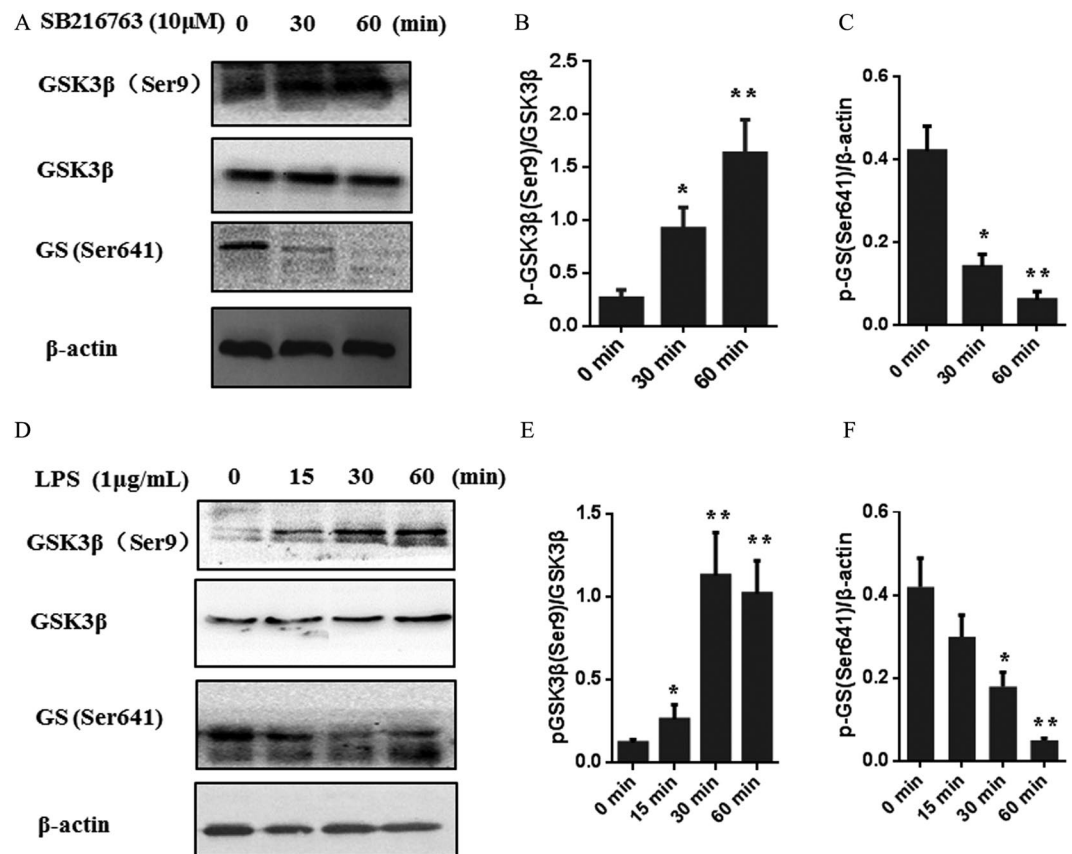 A
SB216763 (10μM) 0 30 60 (min)
GSK3β (Ser9)
GSK3β
GS (Ser641)
β-actin
B
p-GSK3β(Ser9)/GSK3β
2.5
2.0
1.5
1.0
0.5
0.0
*
**
0 min
30 min
60 min
C
p-GS(Ser641)/β-actin
0.6
0.4
0.2
0.0
*
**
0 min
30 min
60 min
D
LPS (1μg/mL) 0 15 30 60 (min)
GSK3β (Ser9)
GSK3β
GS (Ser641)
β-actin
E
pGSK3β(Ser9)/GSK3β
1.5
1.0
0.5
0.0
*
**
**
0 min
15 min
30 min
60 min
F
p-GS(Ser641)/β-actin
0.6
0.4
0.2
0.0
*
**
0 min
15 min
30 min
60 min